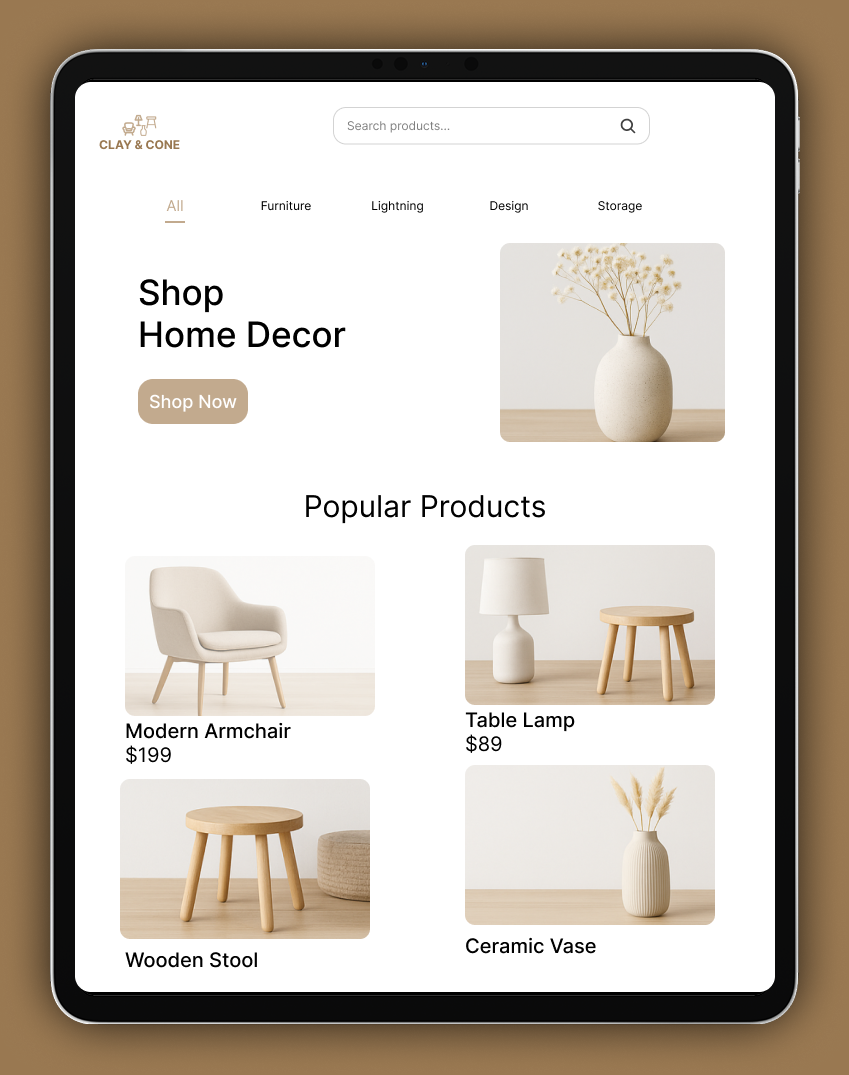 CLAY & CONE
Search products...
All
Furniture
Lightning
Design
Storage
Shop
Home Decor
Shop Now
Popular Products
Modern Armchair
$199
Table Lamp
$89
Wooden Stool
Ceramic Vase